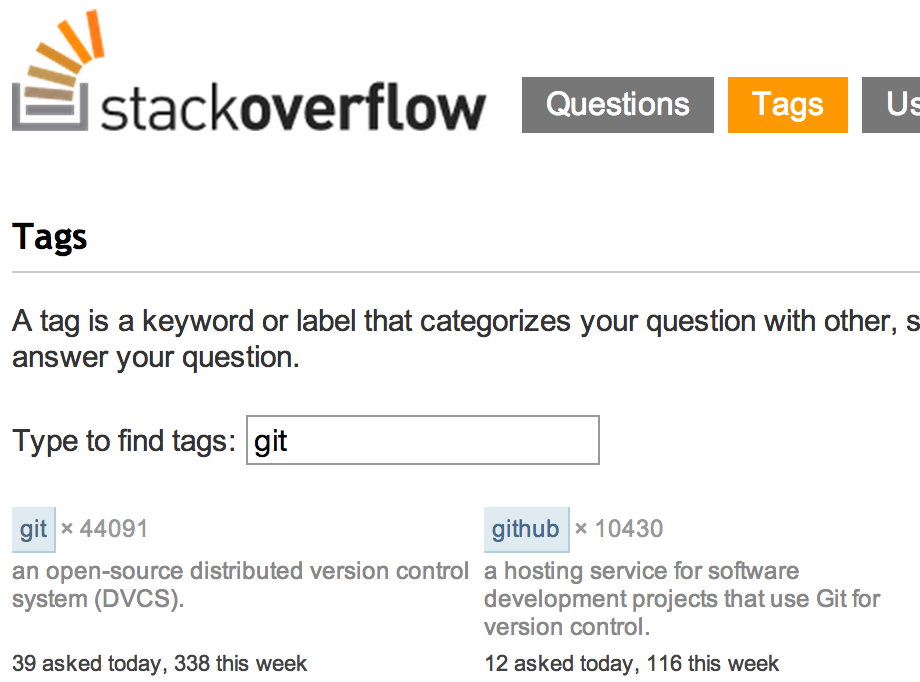 stackoverflow
Questions
Tags
Us
Tags
A tag is a keyword or label that categorizes your question with other, s
answer your question.
Type to find tags: git
git × 44091
an open-source distributed version control
system (DVCS).
39 asked today, 338 this week
github × 10430
a hosting service for software
development projects that use Git for
version control.
12 asked today, 116 this week